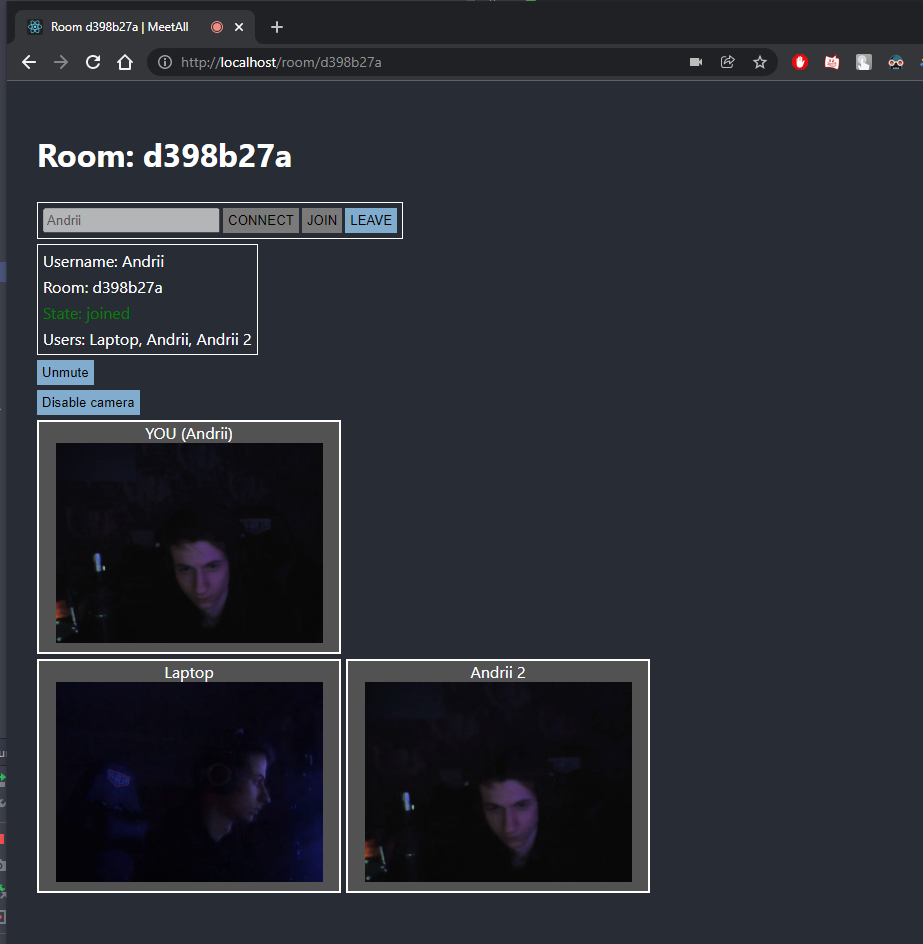 Room d398b27a | MeetAll
http://localhost/room/d398b27a
Room: d398b27a
Andrii CONNECT JOIN LEAVE
Username: Andrii
Room: d398b27a
State: joined
Users: Laptop, Andrii, Andrii 2
Unmute
Disable camera
YOU (Andrii)
Laptop Andrii 2